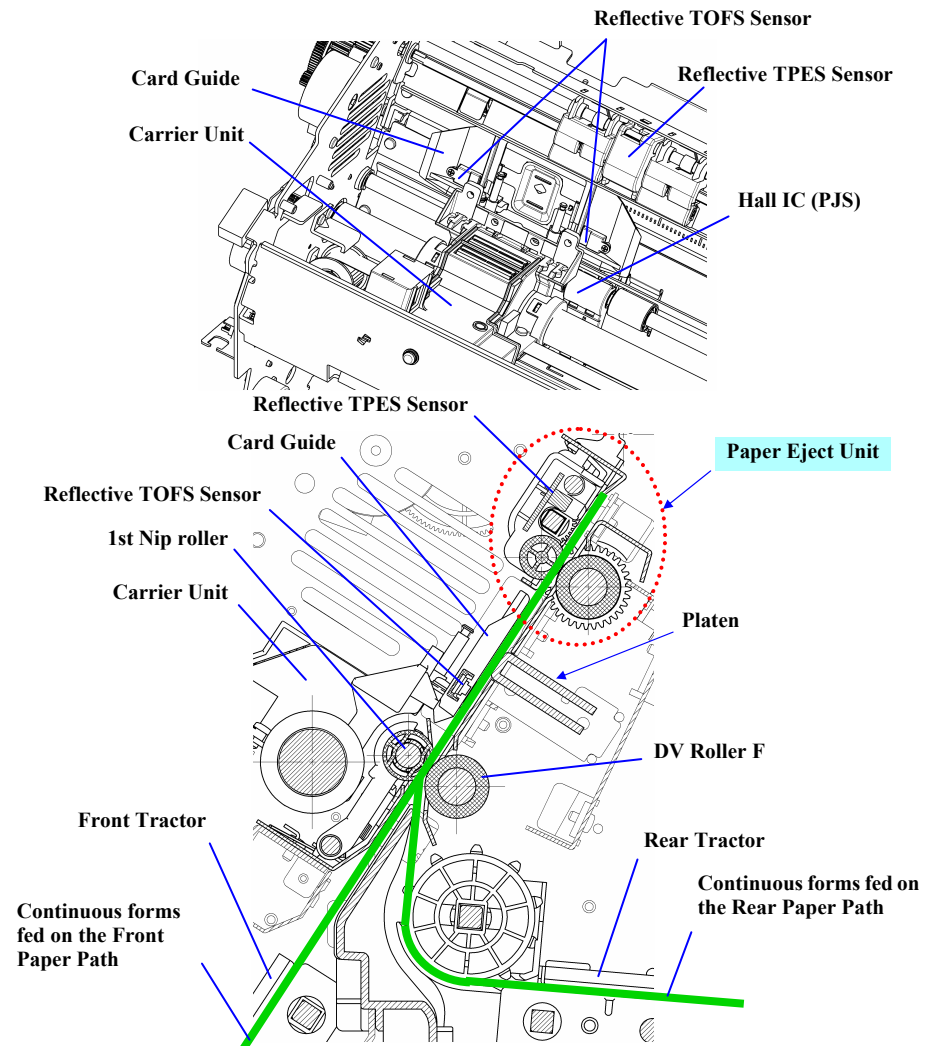 Reflective TOFS Sensor
Reflective TPES Sensor
Card Guide
Carrier Unit
Hall IC (PJS)
Reflective TPES Sensor
Card Guide
Paper Eject Unit
Reflective TOFS Sensor
1st Nip roller
Carrier Unit
Platen
DV Roller F
Front Tractor
Rear Tractor
Continuous forms
fed on the Front
Paper Path
Continuous forms fed on
the Rear Paper Path